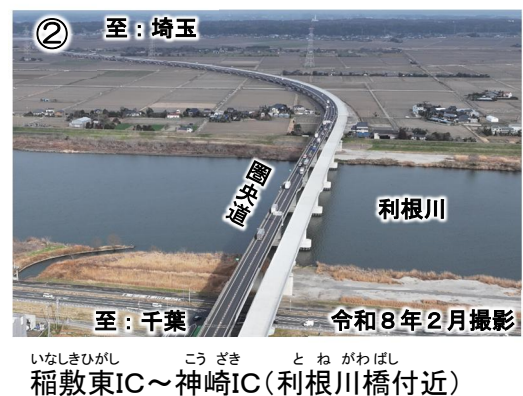 ②
至：埼玉
圏央道
利根川
至：千葉
令和８年２月撮影
いなしきひがし こうざき とねがわばし
稲敷東IC～神崎IC（利根川橋付近）